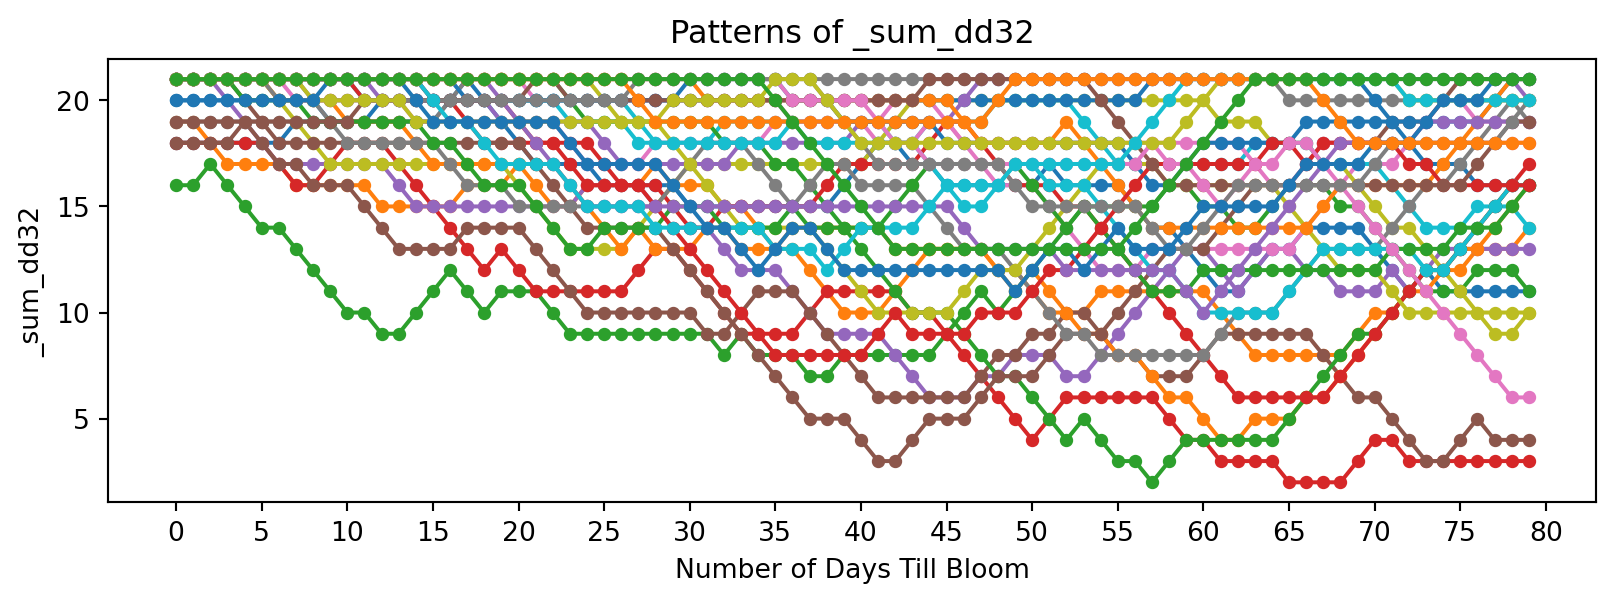 Patterns of _sum_dd32
_sum_dd32
20
15
10
5
0 5 10 15 20 25 30 35 40 45 50 55 60 65 70 75 80
Number of Days Till Bloom